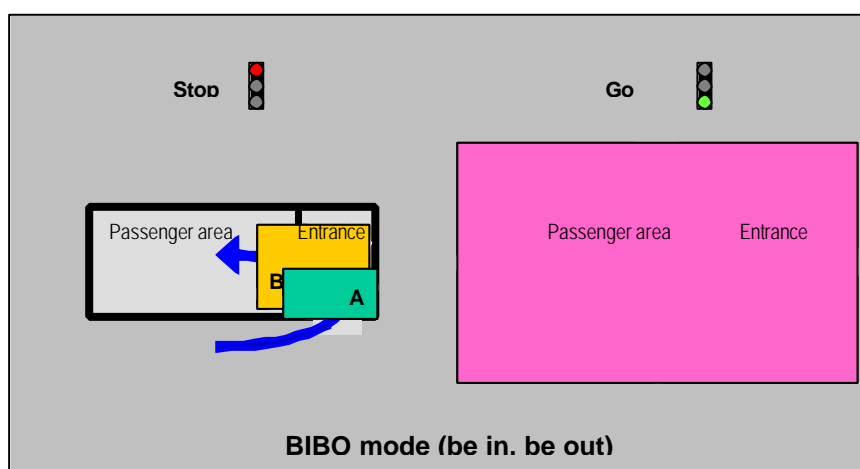 Stop
Go
Passenger area
Entrance
Passenger area
Entrance
B
A
BIBO mode (be in, be out)